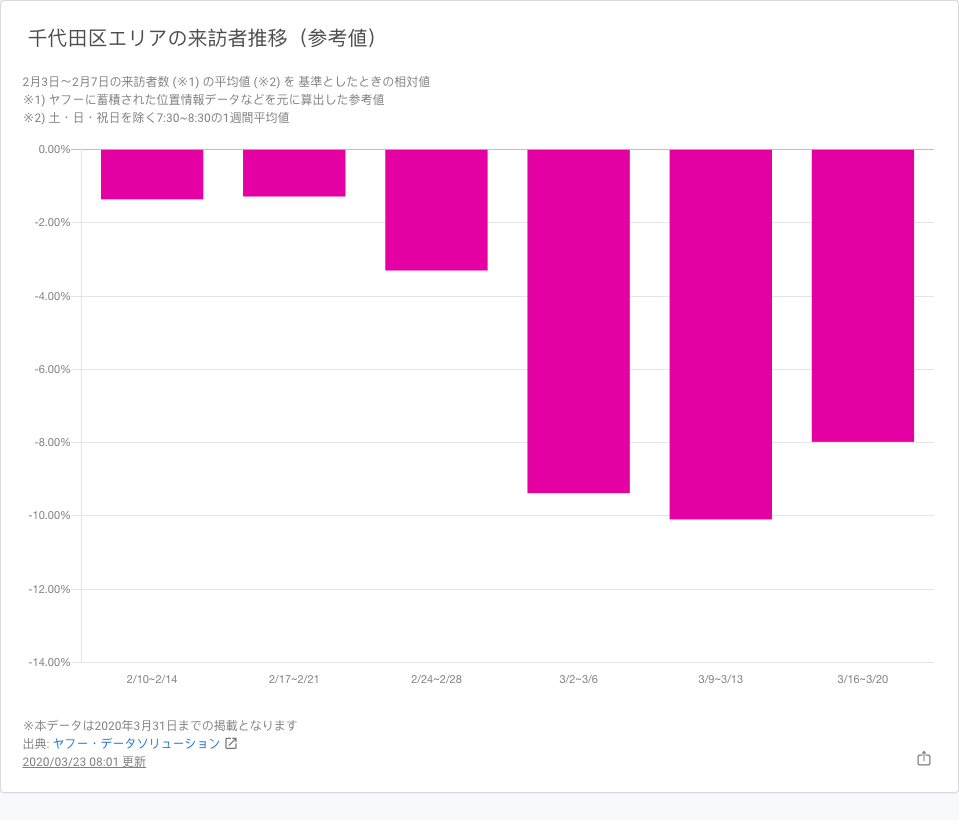 千代田区エリアの来訪者推移（参考値）
2月3日～2月7日の来訪者数 (※1) の平均値 (※2) を 基準としたときの相対値
※1) ヤフーに蓄積された位置情報データなどを元に算出した参考値
※2) 土・日・祝日を除く7:30~8:30の1週間平均値
0.00%
-2.00%
-4.00%
-6.00%
-8.00%
-10.00%
-12.00%
-14.00%
2/10~2/14 2/17~2/21 2/24~2/28 3/2~3/6 3/9~3/13 3/16~3/20
※本データは2020年3月31日までの掲載となります
出典: ヤフー・データソリューション
2020/03/23 08:01 更新